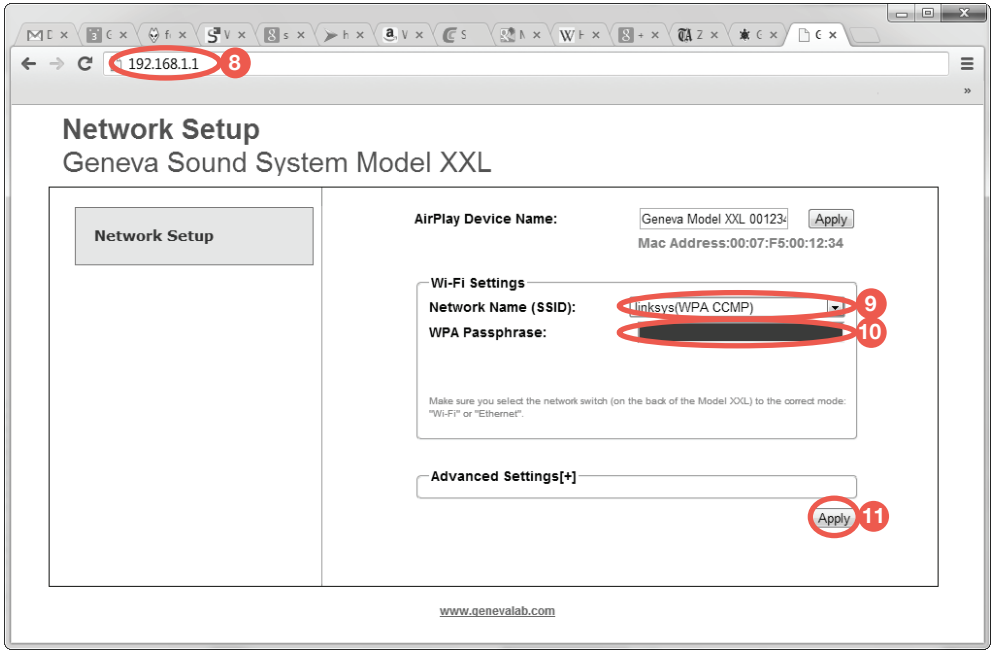 192.168.1.1 8
»
Network Setup
Geneva Sound System Model XXL
Network Setup
AirPlay Device Name: Geneva Model XXL 001234 Apply
Mac Address:00:07:F5:00:12:34
Wi-Fi Settings
Network Name (SSID): linksys(WPA CCMP) 9
WPA Passphrase: 10
Make sure you select the network switch (on the back of the Model XXL) to the correct mode:
"Wi-Fi" or "Ethernet".
Advanced Settings[+]
Apply 11
www.genevalab.com